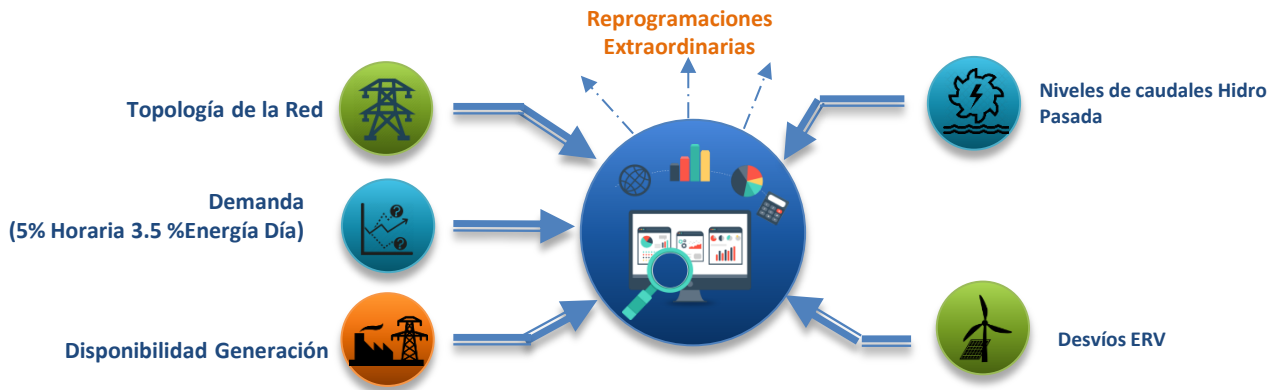 Reprogramaciones
Extraordinarias
Topología de la Red
Niveles de caudales Hidro
Pasada
Demanda
(5% Horaria 3.5 %Energía Día)
Disponibilidad Generación
Desvíos ERV